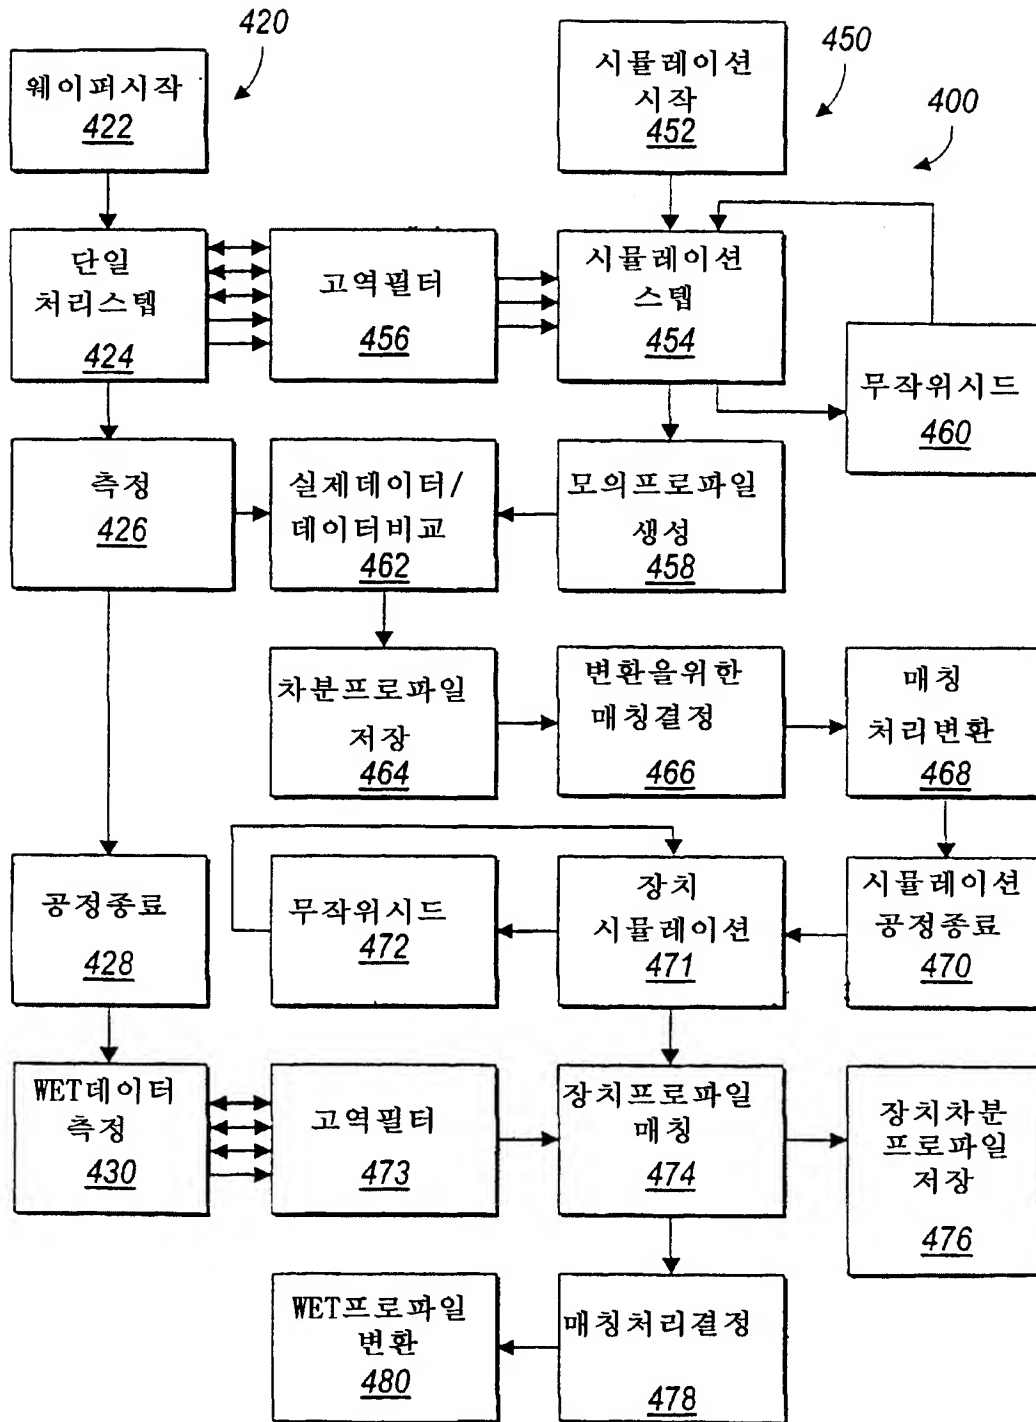 420
웨이퍼시작
422
시뮬레이션
시작
452
450
400
단일
처리스텝
424
고역필터
456
시뮬레이션
스텝
454
무작위시드
460
측정
426
실제데이터/
데이터비교
462
모의프로파일
생성
458
차분프로파일
저장
464
변환을위한
매칭결정
466
매칭
처리변환
468
공정종료
428
무작위시드
472
장치
시뮬레이션
471
시뮬레이션
공정종료
470
WET데이터
측정
430
고역필터
473
장치프로파일
매칭
474
장치차분
프로파일
저장
476
WET프로파일
변환
480
매칭처리결정
478